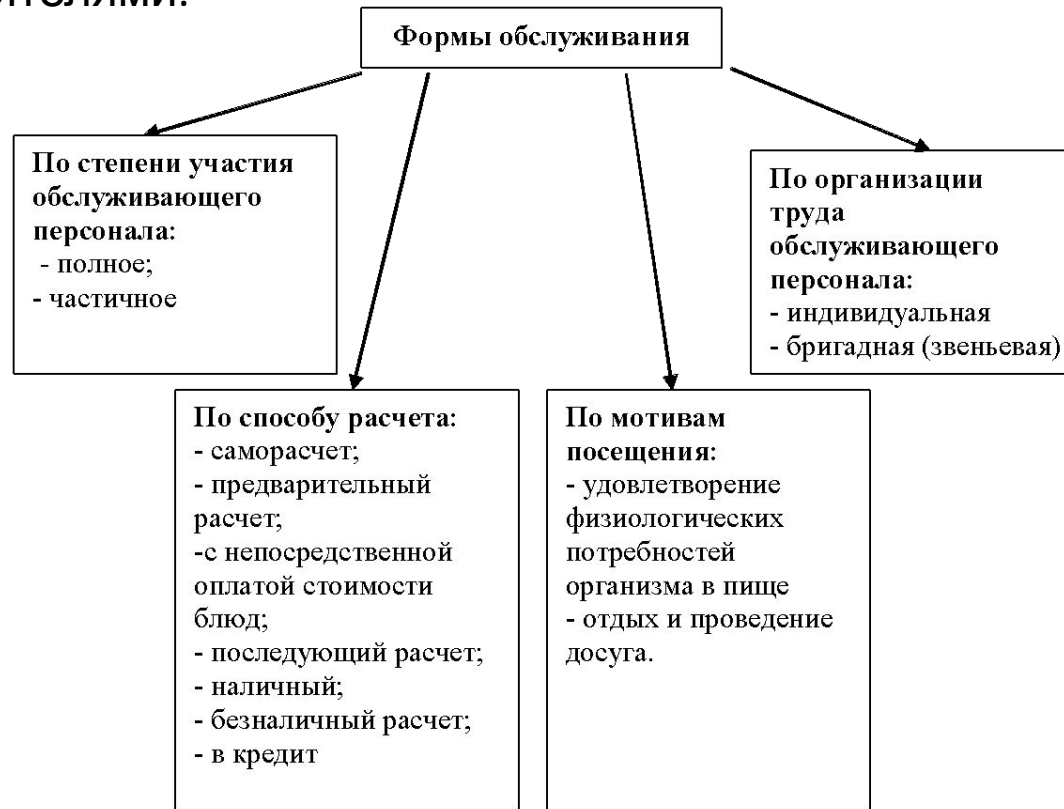 Формы обслуживания
По степени участия
обслуживающего
персонала:
- полное;
- частичное
По способу расчета:
- саморасчет;
- предварительный
расчет;
-с непосредственной
оплатой стоимости
блюд;
- последующий расчет;
- наличный;
- безналичный расчет;
- в кредит
По мотивам
посещения:
- удовлетворение
физиологических
потребностей
организма в пище
- отдых и проведение
досуга.
По организации
труда
обслуживающего
персонала:
- индивидуальная
- бригадная (звеньевая)